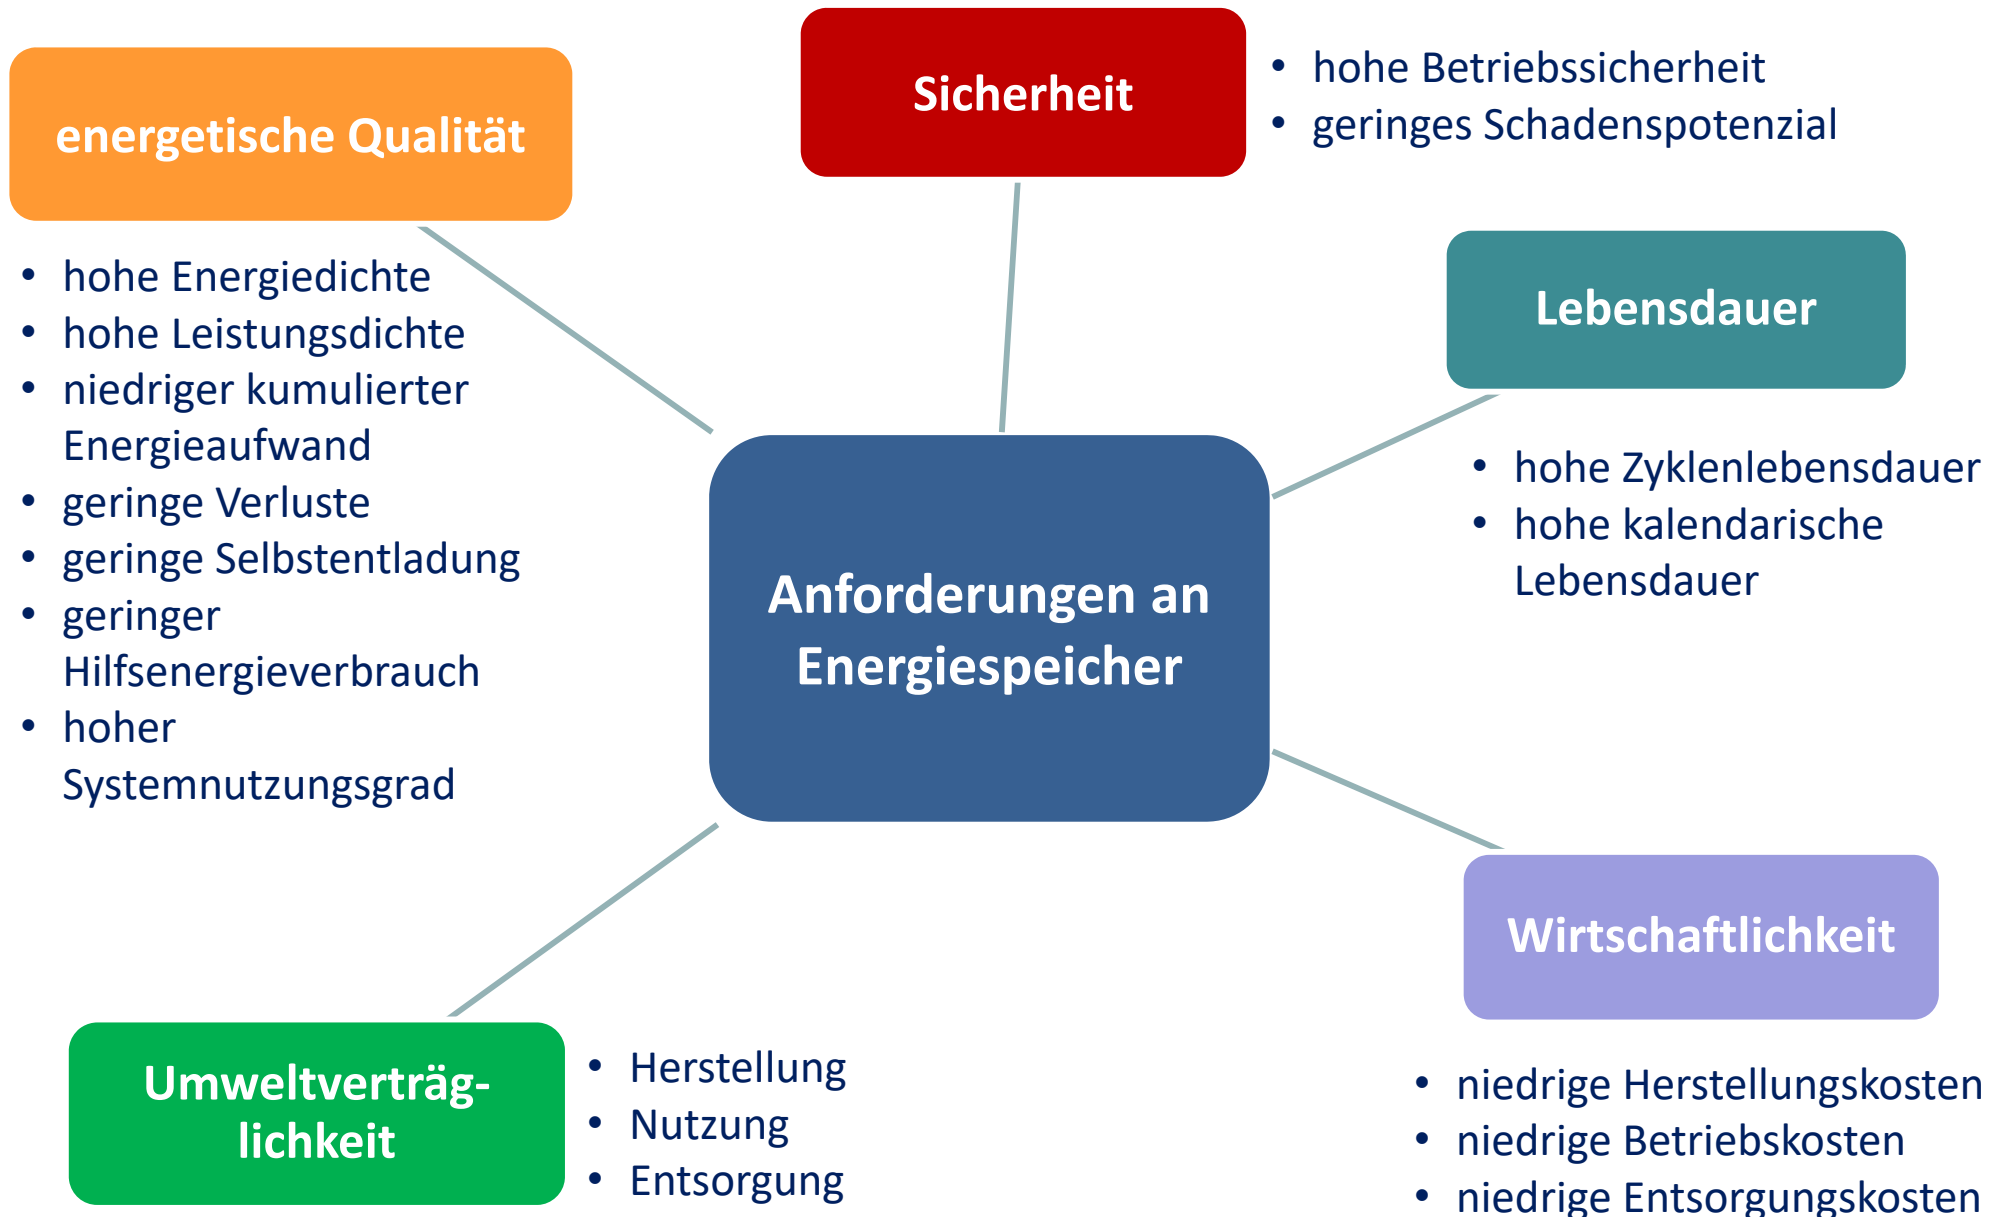 energetische Qualität
• hohe Energiedichte
• hohe Leistungsdichte
• niedriger kumulierter
Energieaufwand
• geringe Verluste
• geringe Selbstentladung
• geringer
Hilfsenergieverbrauch
• hoher
Systemnutzungsgrad
Sicherheit
• hohe Betriebssicherheit
• geringes Schadenspotenzial
Lebensdauer
• hohe Zyklenlebensdauer
• hohe kalendarische
Lebensdauer
Anforderungen an
Energiespeicher
Wirtschaftlichkeit
• niedrige Herstellungskosten
• niedrige Betriebskosten
• niedrige Entsorgungskosten
Umweltverträg-
lichkeit
• Herstellung
• Nutzung
• Entsorgung